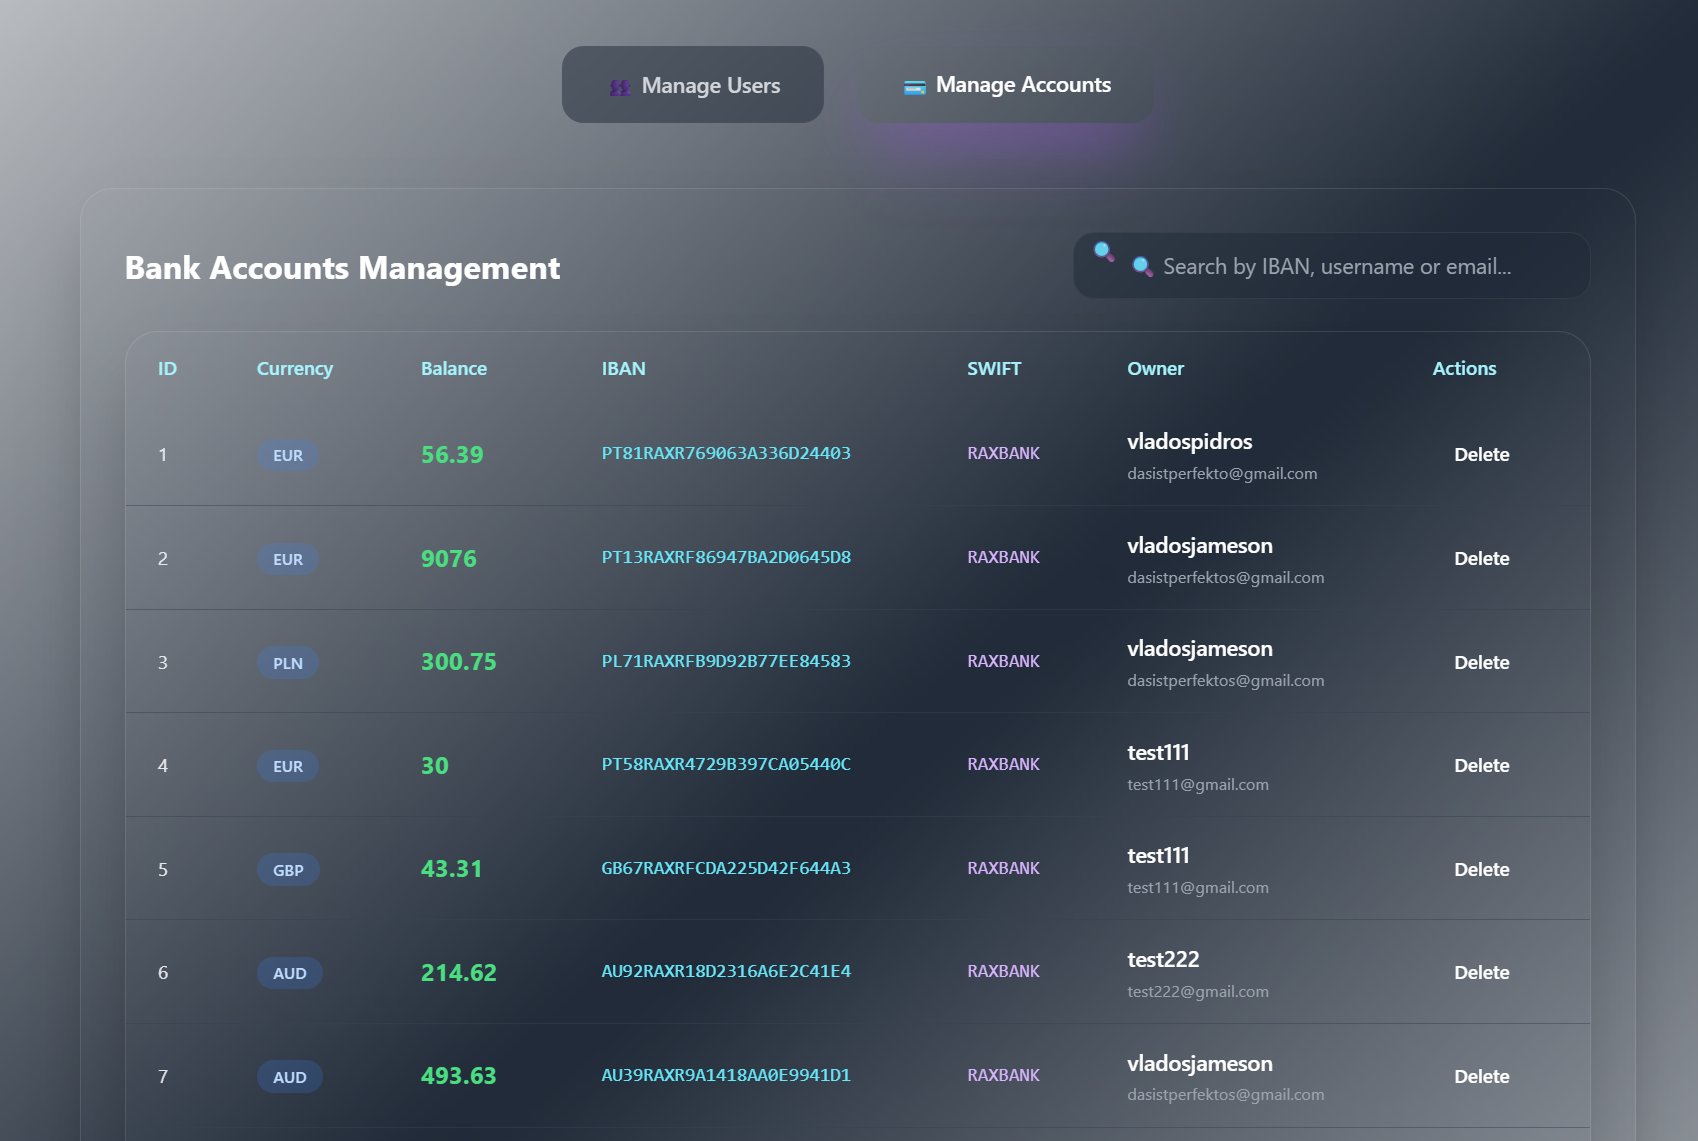 Manage Users
Manage Accounts
Bank Accounts Management
Search by IBAN, username or email...
ID Currency Balance IBAN SWIFT Owner Actions
1 EUR 56.39 PT81RAXR769063A336D24403 RAXBANK vladospidros Delete
dasistperfekto@gmail.com
2 EUR 9076 PT13RAXRF86947BA2D0645D8 RAXBANK vladosjameson Delete
dasistperfektos@gmail.com
3 PLN 300.75 PL71RAXRFB9D92B77EE84583 RAXBANK vladosjameson Delete
dasistperfektos@gmail.com
4 EUR 30 PT58RAXR4729B397CA05440C RAXBANK test111 Delete
test111@gmail.com
5 GBP 43.31 GB67RAXRFCDA225D42F644A3 RAXBANK test111 Delete
test111@gmail.com
6 AUD 214.62 AU92RAXR18D2316A6E2C41E4 RAXBANK test222 Delete
test222@gmail.com
7 AUD 493.63 AU39RAXR9A1418AA0E9941D1 RAXBANK vladosjameson Delete
dasistperfektos@gmail.com